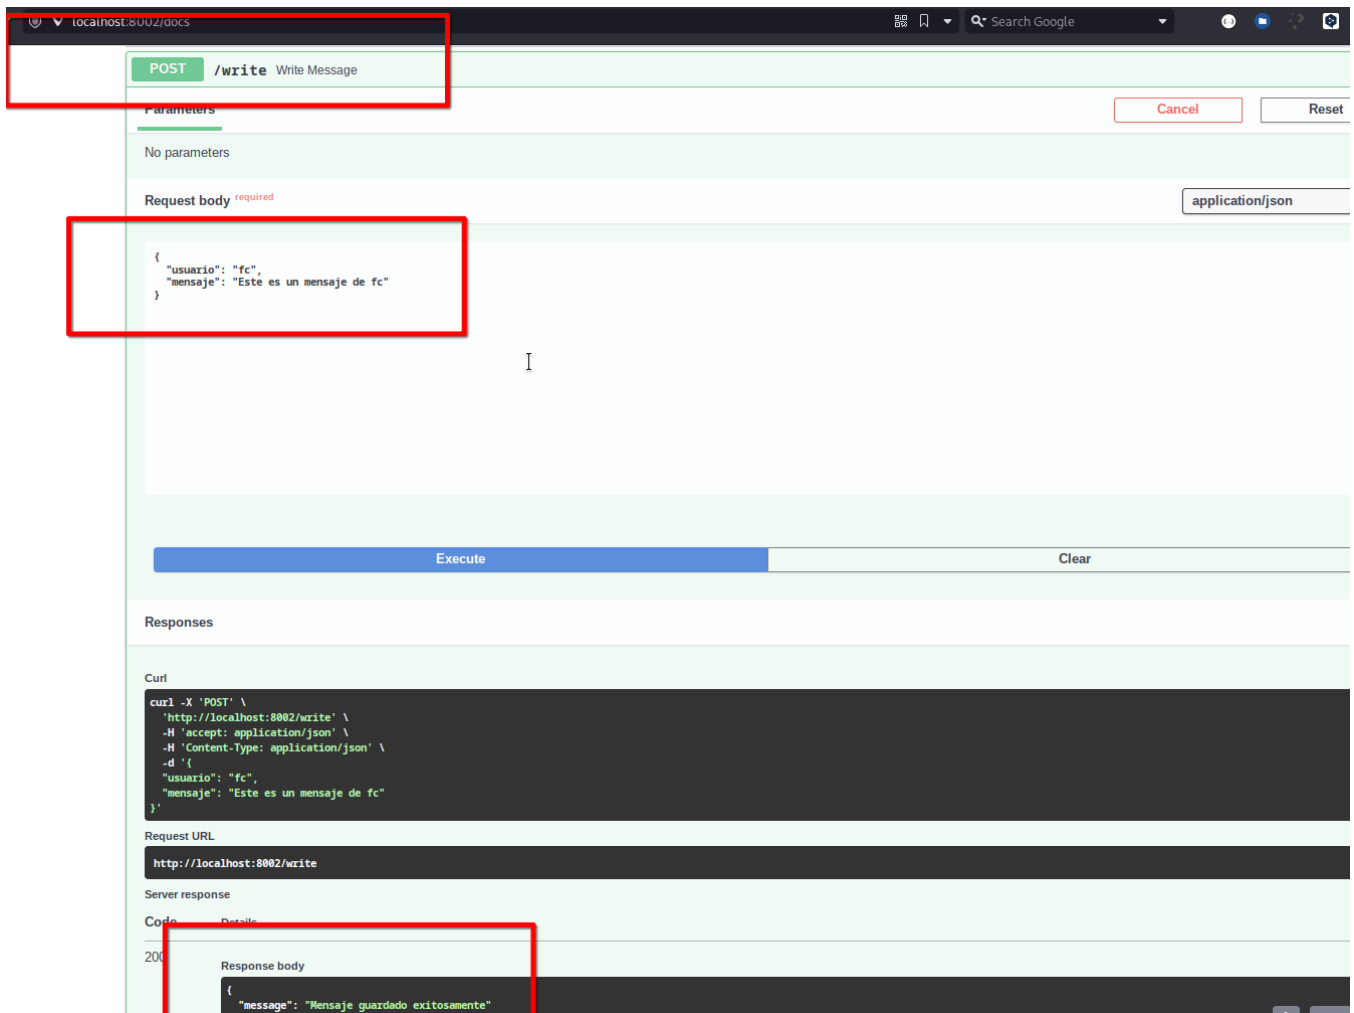 localhost:8002/docs
Search Google
POST /write Write Message
Parameters
Cancel
Reset
No parameters
Request body required
application/json
{
"usuario": "fc",
"mensaje": "Este es un mensaje de fc"
}
Execute
Clear
Responses
Curl
curl -X 'POST' \
'http://localhost:8002/write' \
-H 'accept: application/json' \
-H 'Content-Type: application/json' \
-d '{
"usuario": "fc",
"mensaje": "Este es un mensaje de fc"
}'
Request URL
http://localhost:8002/write
Server response
Code
Details
200
Response body
{
"message": "Mensaje guardado exitosamente"